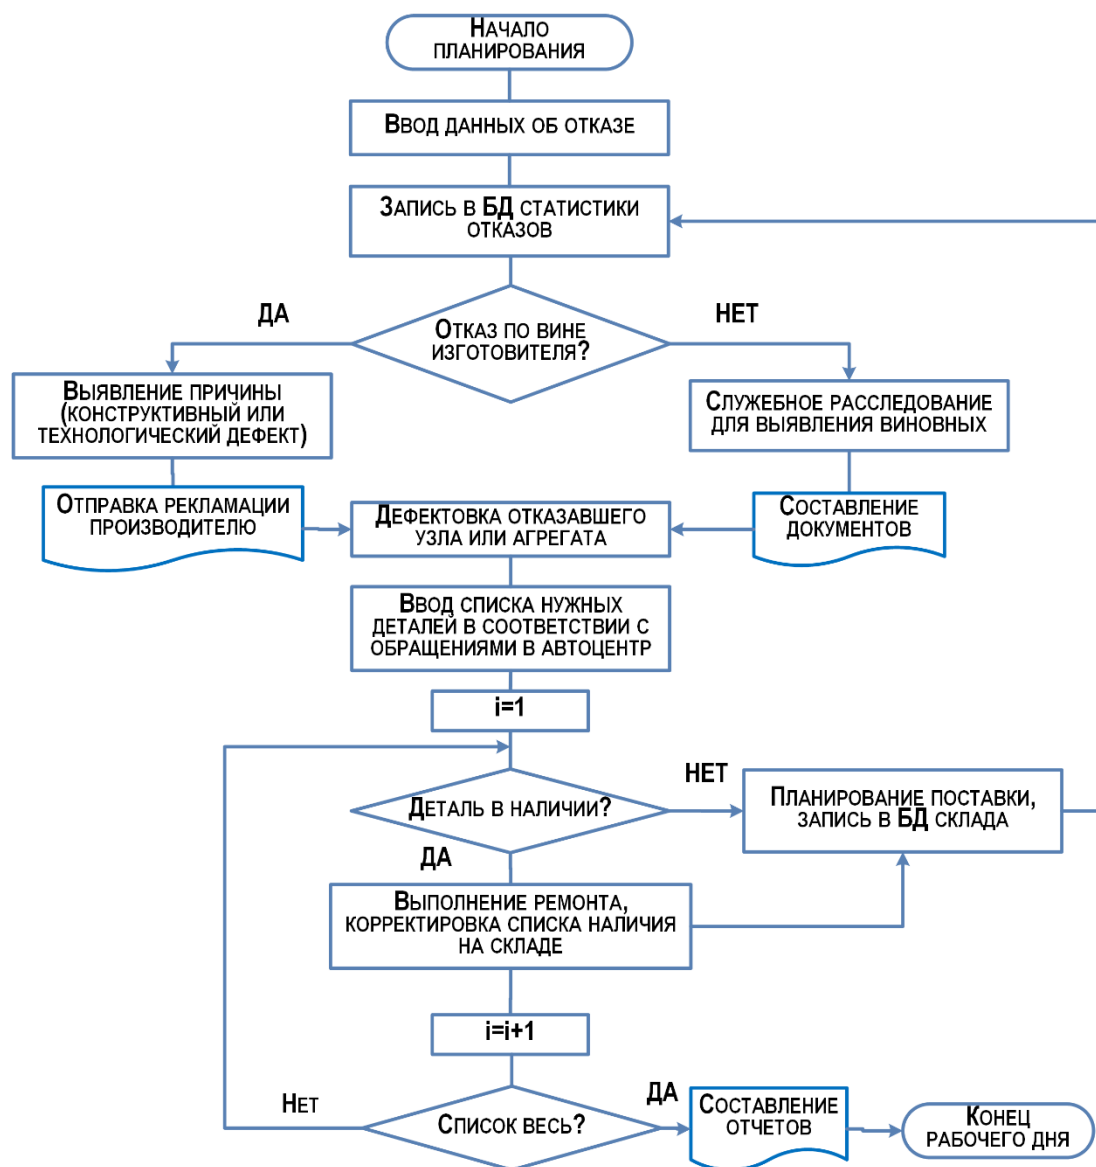 Начало
планирования
Ввод данных об отказе
Запись в БД статистики
отказов
ДА
НЕТ
Отказ по вине
изготовителя?
Выявление причины
(конструктивный или
технологический дефект)
Служебное расследование
для выявления виновных
Отправка рекламации
производителю
Дефектовка отказавшего
узла или агрегата
Составление
документов
Ввод списка нужных
деталей в соответствии с
обращениями в автоцентр
i=1
НЕТ
Деталь в наличии?
Планирование поставки,
запись в БД склада
ДА
Выполнение ремонта,
корректировка списка наличия
на складе
i=i+1
Нет
Список весь?
ДА
Составление
отчетов
Конец
рабочего дня